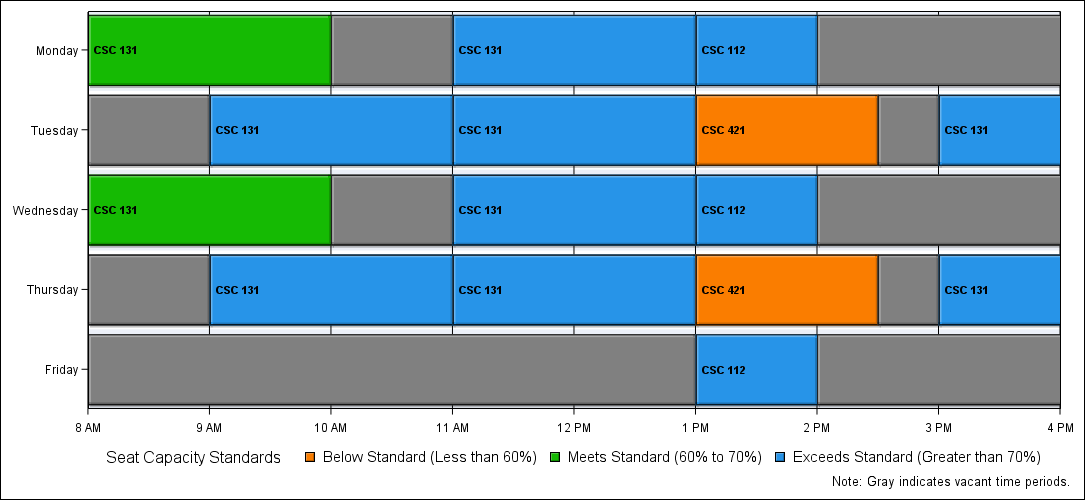 Monday CSC 131 CSC 131 CSC 112
Tuesday CSC 131 CSC 131 CSC 421 CSC 131
Wednesday CSC 131 CSC 131 CSC 112
Thursday CSC 131 CSC 131 CSC 421 CSC 131
Friday CSC 112
8 AM 9 AM 10 AM 11 AM 12 PM 1 PM 2 PM 3 PM 4 PM
Seat Capacity Standards Below Standard (Less than 60%) Meets Standard (60% to 70%) Exceeds Standard (Greater than 70%)
Note: Gray indicates vacant time periods.